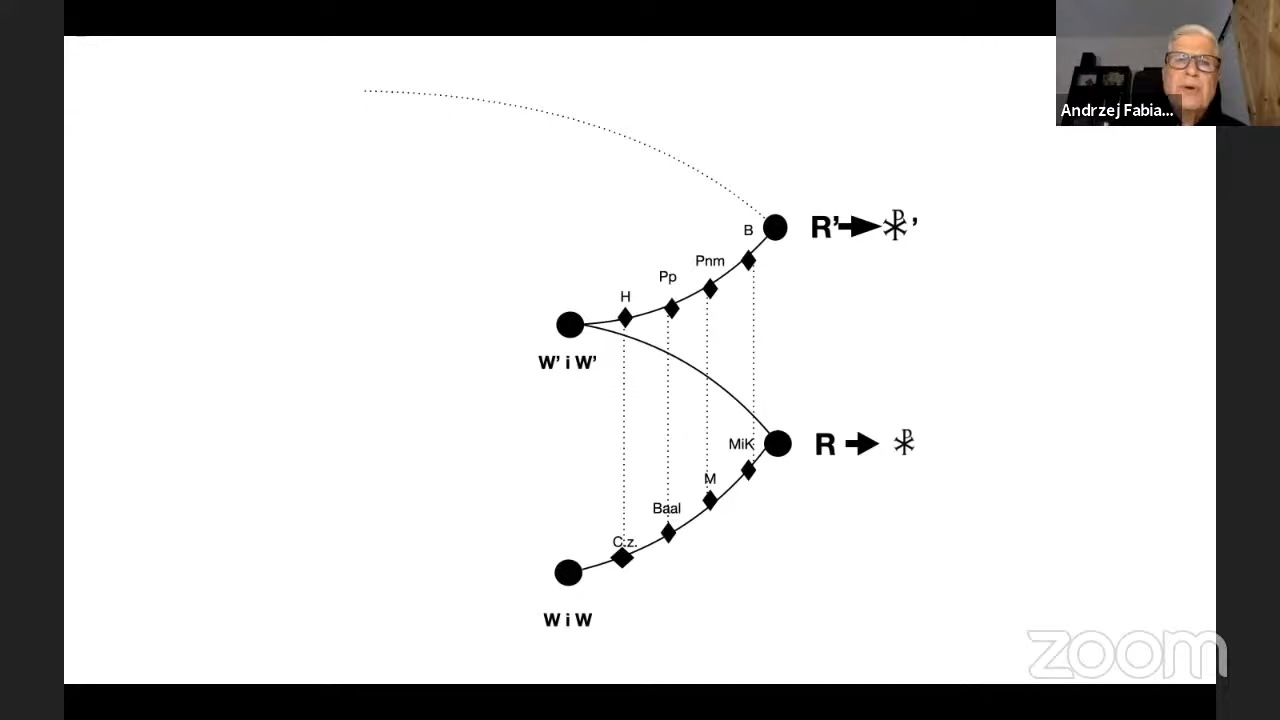 Andrzej Fabia...
B
R’ ☧’
Pnm
Pp
H
W’ i W’
MiK
R ☧
M
Baal
C.z.
W i W
zoom